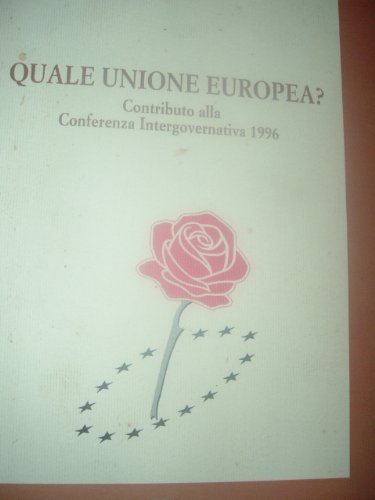 QUALE UNIONE EUROPEA?
Contributo alla
Conferenza Intergovernativa 1996